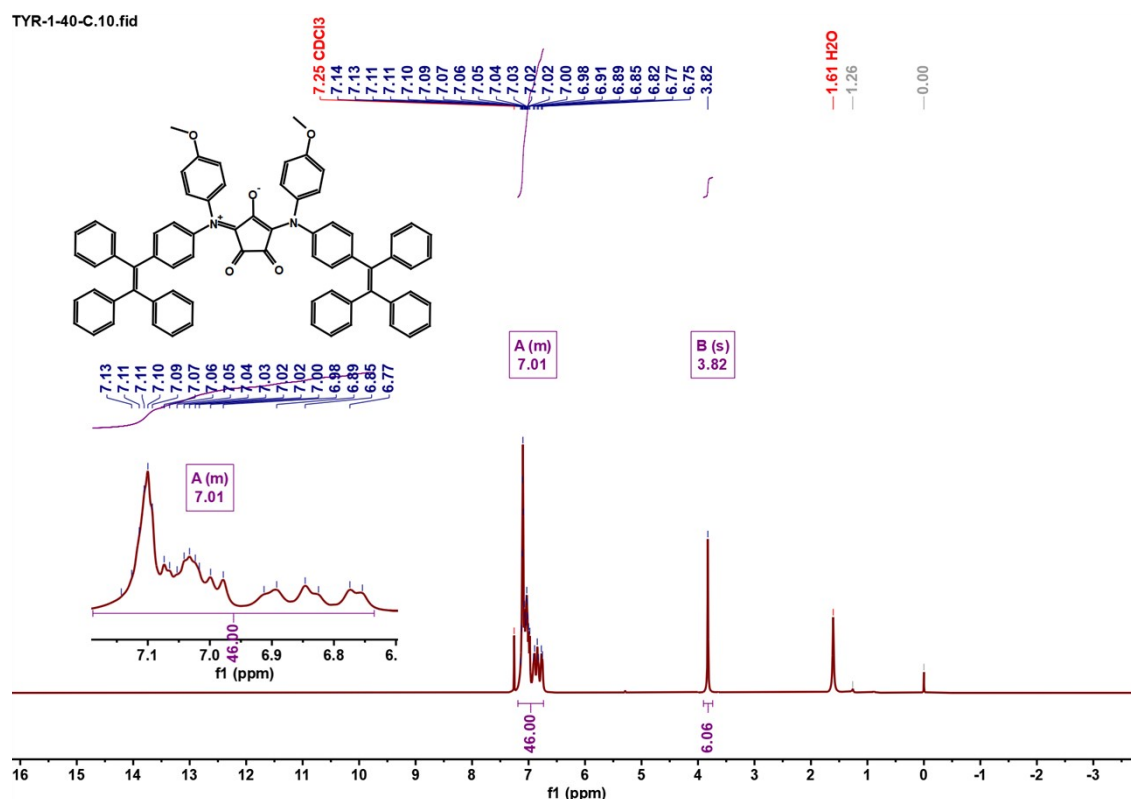 TYR-1-40-C.10.fid
7.25 CDCl3
7.14
7.13
7.11
7.11
7.10
7.09
7.07
7.06
7.05
7.04
7.03
7.02
7.02
7.00
6.98
6.91
6.89
6.85
6.82
6.77
6.75
3.82
1.61 H2O
1.26
0.00
O
O
O-
N+
N
O
O
7.13
7.11
7.11
7.10
7.09
7.07
7.06
7.05
7.04
7.03
7.02
7.02
7.00
6.98
6.89
6.85
6.77
A (m)
7.01
B (s)
3.82
A (m)
7.01
46.00
7.1 7.0 6.9 6.8 6.
f1 (ppm)
46.00
6.06
16 15 14 13 12 11 10 9 8 7 6 5 4 3 2 1 0 -1 -2 -3
f1 (ppm)